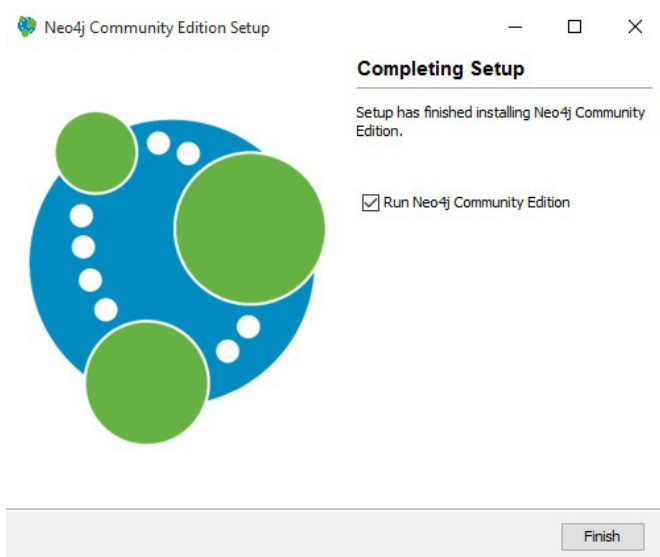 Neo4j Community Edition Setup
Completing Setup
Setup has finished installing Neo4j Community
Edition.
Run Neo4j Community Edition
Finish